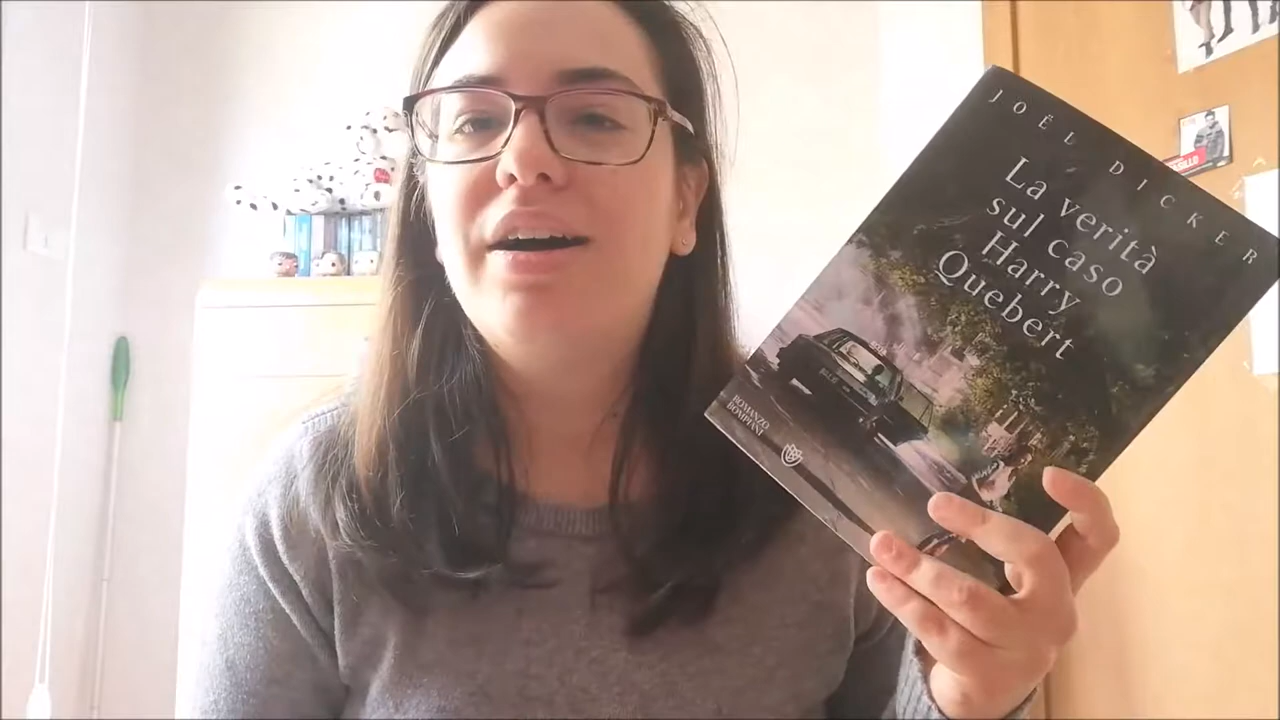 JOËL DICKER
La verità
sul caso
Harry
Quebert
ROMANZO
BOMPIANI